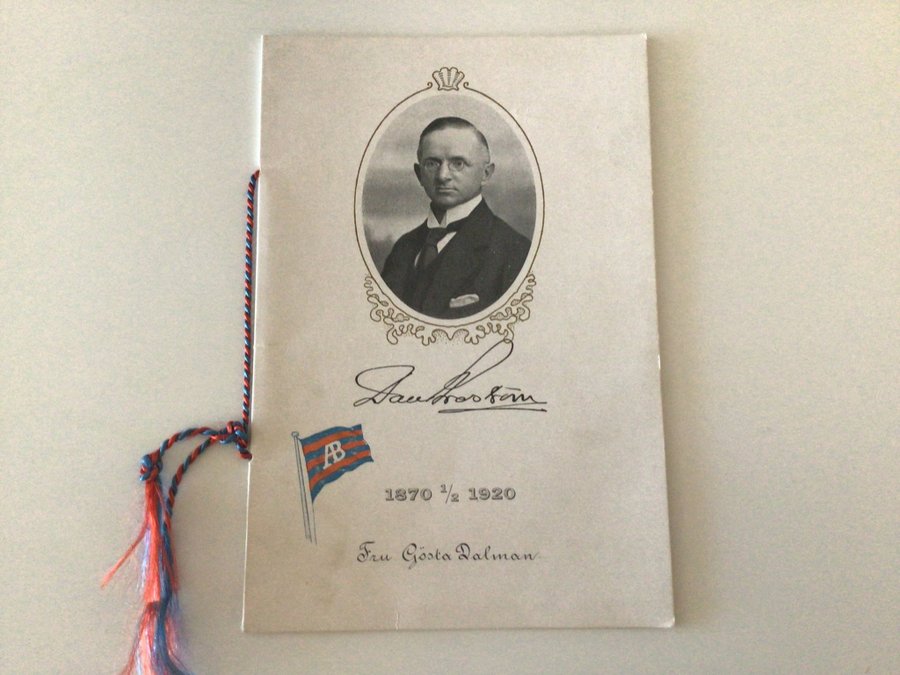 Dan Broström
AB
1870 1/2 1920
Fru Gösta Dalman